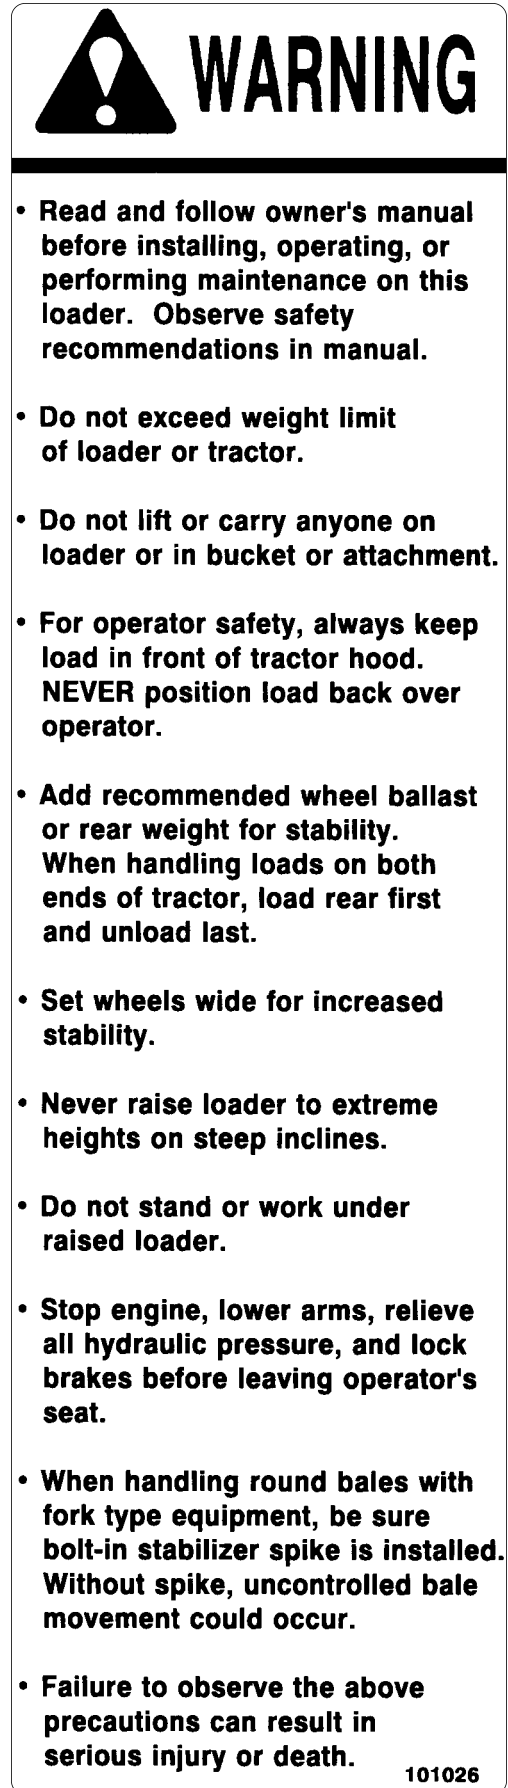 WARNING
• Read and follow owner's manual
before installing, operating, or
performing maintenance on this
loader.  Observe safety
recommendations in manual.
• Do not exceed weight limit
of loader or tractor.
• Do not lift or carry anyone on
loader or in bucket or attachment.
• For operator safety, always keep
load in front of tractor hood.
NEVER position load back over
operator.
• Add recommended wheel ballast
or rear weight for stability.
When handling loads on both
ends of tractor, load rear first
and unload last.
• Set wheels wide for increased
stability.
• Never raise loader to extreme
heights on steep inclines.
• Do not stand or work under
raised loader.
• Stop engine, lower arms, relieve
all hydraulic pressure, and lock
brakes before leaving operator's
seat.
• When handling round bales with
fork type equipment, be sure
bolt-in stabilizer spike is installed.
Without spike, uncontrolled bale
movement could occur.
• Failure to observe the above
precautions can result in
serious injury or death.
101026